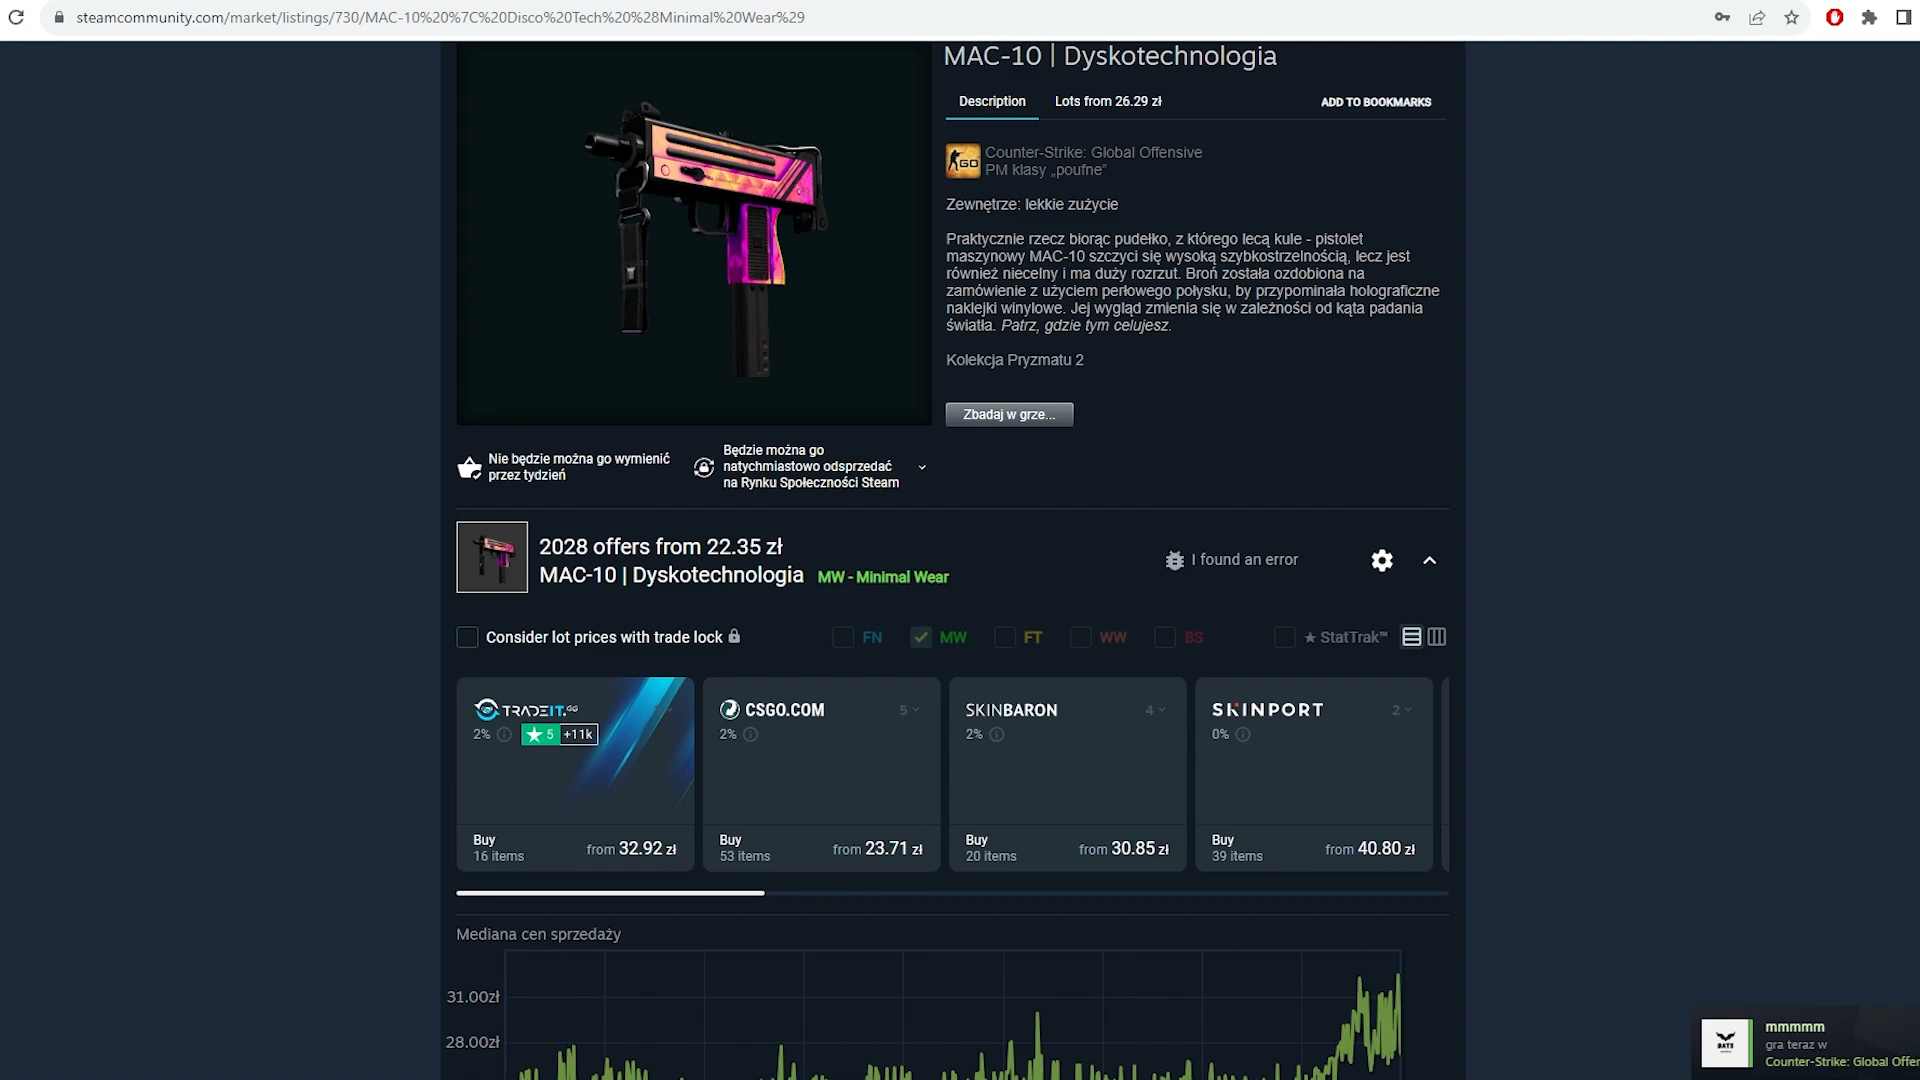 steamcommunity.com/market/listings/730/MAC-10%20%7C%20Disco%20Tech%20%28Minimal%20Wear%29
MAC-10 | Dyskotechnologia
Description
Lots from 26.29 zł
ADD TO BOOKMARKS
GO
Counter-Strike: Global Offensive
PM klasy „poufne”
Zewnętrze: lekkie zużycie
Praktycznie rzecz biorąc pudełko, z którego lecą kule - pistolet
maszynowy MAC-10 szczyci się wysoką szybkostrzelnością, lecz jest
również niecelny i ma duży rozrzut. Broń została ozdobiona na
zamówienie z użyciem perłowego połysku, by przypominała holograficzne
naklejki winylowe. Jej wygląd zmienia się w zależności od kąta padania
światła. Patrz, gdzie tym celujesz.
Kolekcja Pryzmatu 2
Zbadaj w grze...
Nie będzie można go wymienić
przez tydzień
Będzie można go
natychmiastowo odsprzedać
na Rynku Społeczności Steam
2028 offers from 22.35 zł
MAC-10 | Dyskotechnologia MW - Minimal Wear
I found an error
Consider lot prices with trade lock
FN
MW
FT
WW
BS
★ StatTrak™
TRADEIT.GG
2%
5
+11k
Buy
16 items
from 32.92 zł
CSGO.COM
5
2%
Buy
53 items
from 23.71 zł
SKINBARON
4
2%
Buy
20 items
from 30.85 zł
SKINPORT
2
0%
Buy
39 items
from 40.80 zł
Mediana cen sprzedaży
31.00zł
28.00zł
BATS
mmmmm
gra teraz w
Counter-Strike: Global Offen